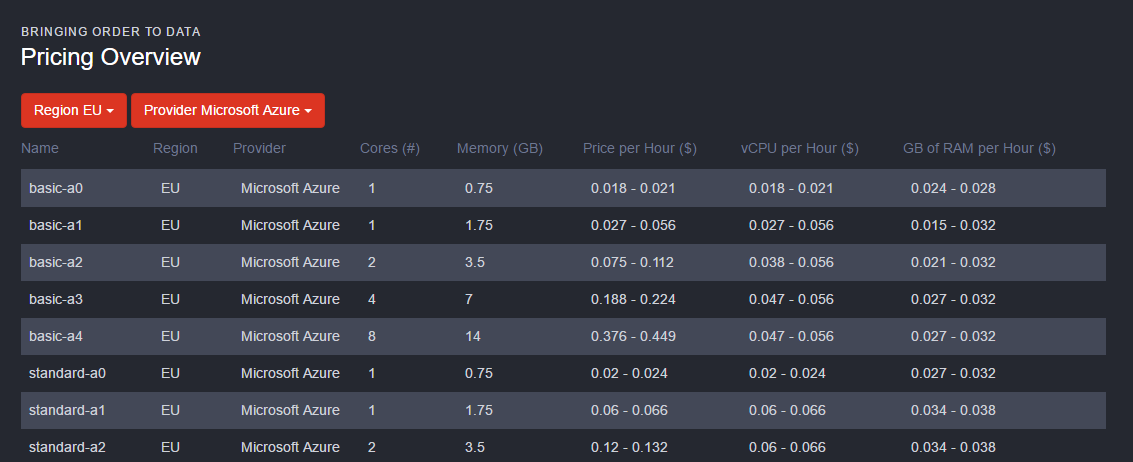 BRINGING ORDER TO DATA
Pricing Overview
Region EU Provider Microsoft Azure
Name Region Provider Cores (#) Memory (GB) Price per Hour ($) vCPU per Hour ($) GB of RAM per Hour ($)
basic-a0 EU Microsoft Azure 1 0.75 0.018 - 0.021 0.018 - 0.021 0.024 - 0.028
basic-a1 EU Microsoft Azure 1 1.75 0.027 - 0.056 0.027 - 0.056 0.015 - 0.032
basic-a2 EU Microsoft Azure 2 3.5 0.075 - 0.112 0.038 - 0.056 0.021 - 0.032
basic-a3 EU Microsoft Azure 4 7 0.188 - 0.224 0.047 - 0.056 0.027 - 0.032
basic-a4 EU Microsoft Azure 8 14 0.376 - 0.449 0.047 - 0.056 0.027 - 0.032
standard-a0 EU Microsoft Azure 1 0.75 0.02 - 0.024 0.02 - 0.024 0.027 - 0.032
standard-a1 EU Microsoft Azure 1 1.75 0.06 - 0.066 0.06 - 0.066 0.034 - 0.038
standard-a2 EU Microsoft Azure 2 3.5 0.12 - 0.132 0.06 - 0.066 0.034 - 0.038